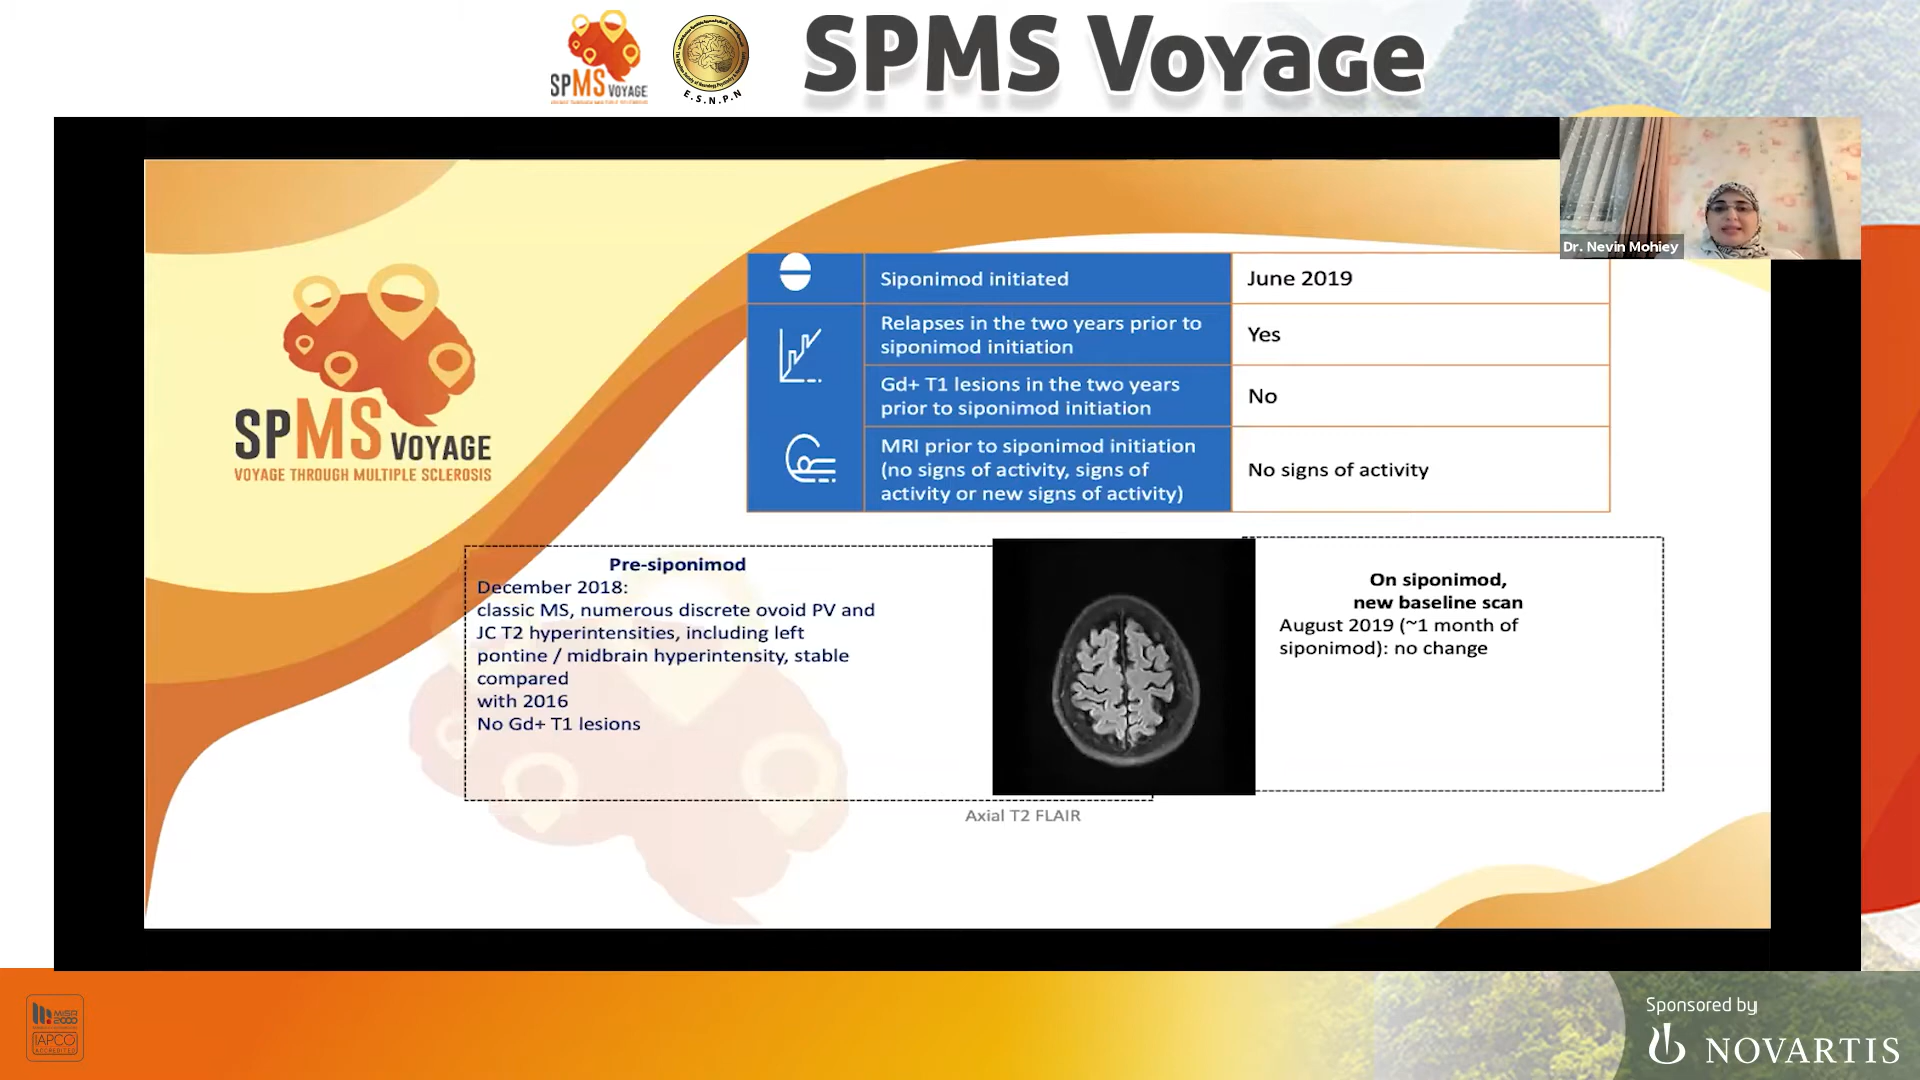 SPMS VOYAGE
E.S.N.P.N
SPMS Voyage
Dr. Nevin Mohiey
SPMS VOYAGE
VOYAGE THROUGH MULTIPLE SCLEROSIS
Siponimod initiated
June 2019
Relapses in the two years prior to
siponimod initiation
Yes
Gd+ T1 lesions in the two years
prior to siponimod initiation
No
MRI prior to siponimod initiation
(no signs of activity, signs of
activity or new signs of activity)
No signs of activity
Pre-siponimod
December 2018:
classic MS, numerous discrete ovoid PV and
JC T2 hyperintensities, including left
pontine / midbrain hyperintensity, stable
compared
with 2016
No Gd+ T1 lesions
On siponimod,
new baseline scan
August 2019 (~1 month of
siponimod): no change
Axial T2 FLAIR
MISR
2000
IAPCO
ACCREDITED
Sponsored by
NOVARTIS